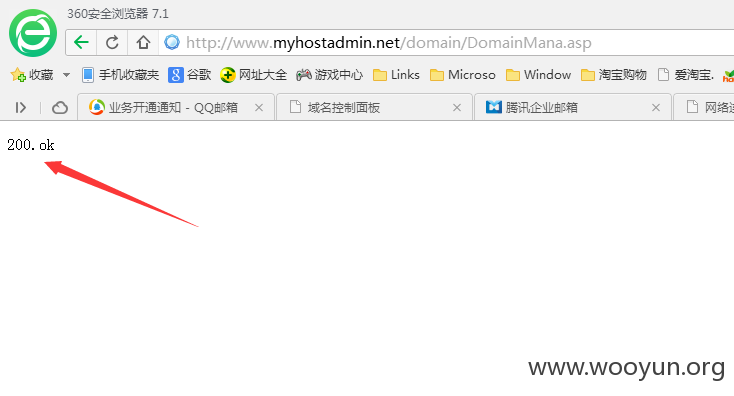 360安全浏览器 7.1
http://www.myhostadmin.net/domain/DomainMana.asp
收藏 手机收藏夹 谷歌 网址大全 游戏中心 Links Microso Window 淘宝购物 爱淘宝.
业务开通通知 - QQ邮箱 域名控制面板 腾讯企业邮箱 网络连
200.ok
www.wooyun.org